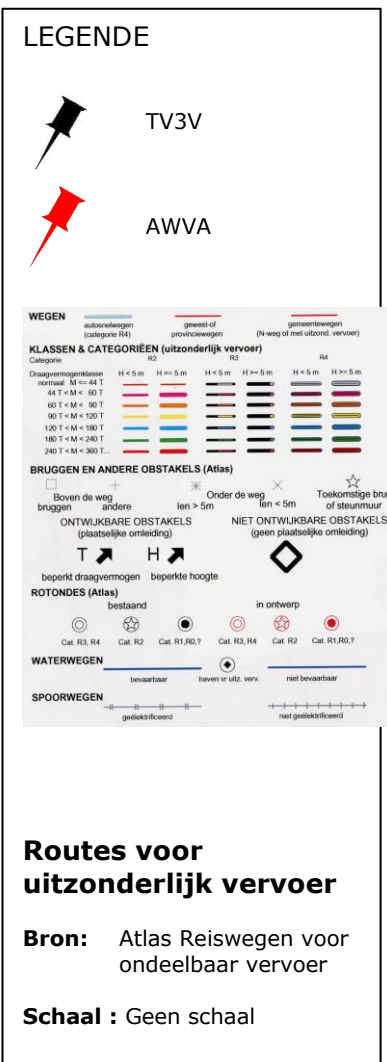 LEGENDE
TV3V
AWVA
WEGEN
autosnelwegen gewest-of gemeentewegen
(categorie R4) provinciewegen (N-weg of met uitzond. vervoer)
KLASSEN & CATEGORIEËN (uitzonderlijk vervoer)
Categorie R2 R3 R4
Draagvermogenklasse H < 5 m H >= 5 m H < 5 m H >= 5 m H < 5 m H >= 5 m
normaal M <= 44 T
44 T < M < 60 T
60 T < M < 90 T
90 T < M < 120 T
120 T < M < 180 T
180 T < M < 240 T
240 T < M < 360 T...
BRUGGEN EN ANDERE OBSTAKELS (Atlas)
Boven de weg Onder de weg Toekomstige brug
bruggen andere len > 5m len < 5m of steunmuur
ONTWIJKBARE OBSTAKELS NIET ONTWIJKBARE OBSTAKELS
(plaatselijke omleiding) (geen plaatselijke omleiding)
T H
beperkt draagvermogen beperkte hoogte
ROTONDES (Atlas)
bestaand in ontwerp
Cat. R3, R4 Cat. R2 Cat. R1,R0,? Cat. R3, R4 Cat. R2 Cat. R1,R0,?
WATERWEGEN
bevaarbaar haven vr uitz. verv. niet bevaarbaar
SPOORWEGEN
geëlektrificeerd niet geëlektrificeerd
Routes voor
uitzonderlijk vervoer
Bron: Atlas Reiswegen voor
ondeelbaar vervoer
Schaal : Geen schaal